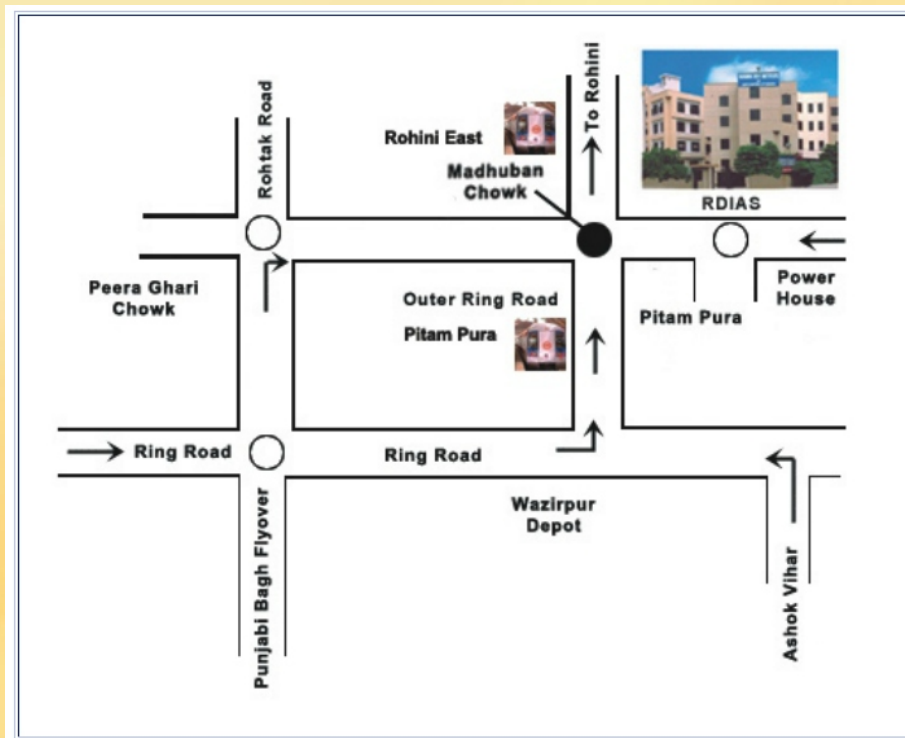 To Rohini
Rohtak Road
Rohini East
Madhuban
Chowk
RDIAS
Peera Ghari
Chowk
Outer Ring Road
Pitam Pura
Pitam Pura
Power
House
Ring Road
Ring Road
Wazirpur
Depot
Punjabi Bagh Flyover
Ashok Vihar